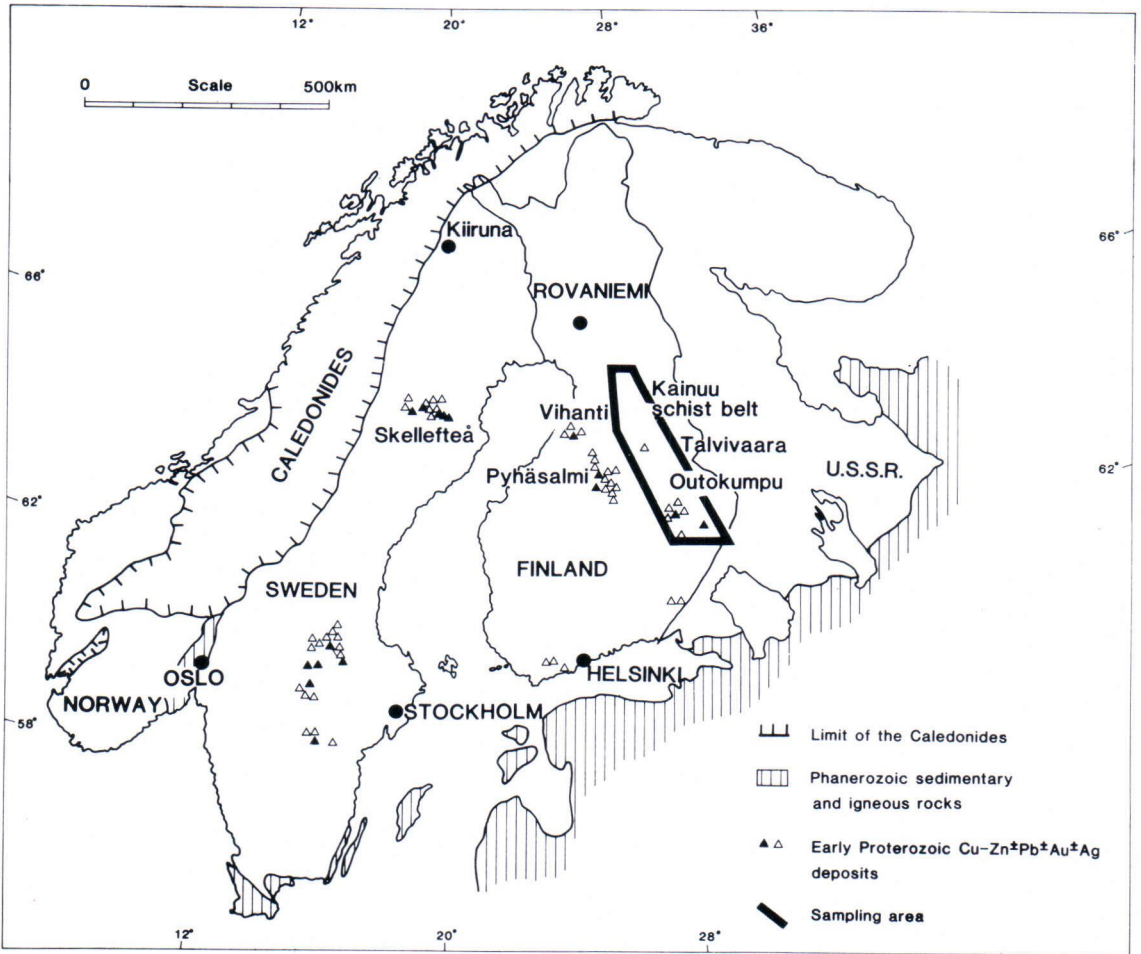 12°
20°
28°
36°
0 Scale 500km
Kiiruna
66°
66°
ROVANIEMI
CALEDONIDES
Kainuu
schist belt
Vihanti
Skellefteå
Talvivaara
U.S.S.R.
62°
Pyhäsalmi
Outokumpu
62°
FINLAND
SWEDEN
HELSINKI
OSLO
NORWAY
STOCKHOLM
58°
Limit of the Caledonides
Phanerozoic sedimentary
and igneous rocks
Early Proterozoic Cu-Zn±Pb±Au±Ag
deposits
Sampling area
12°
20°
28°